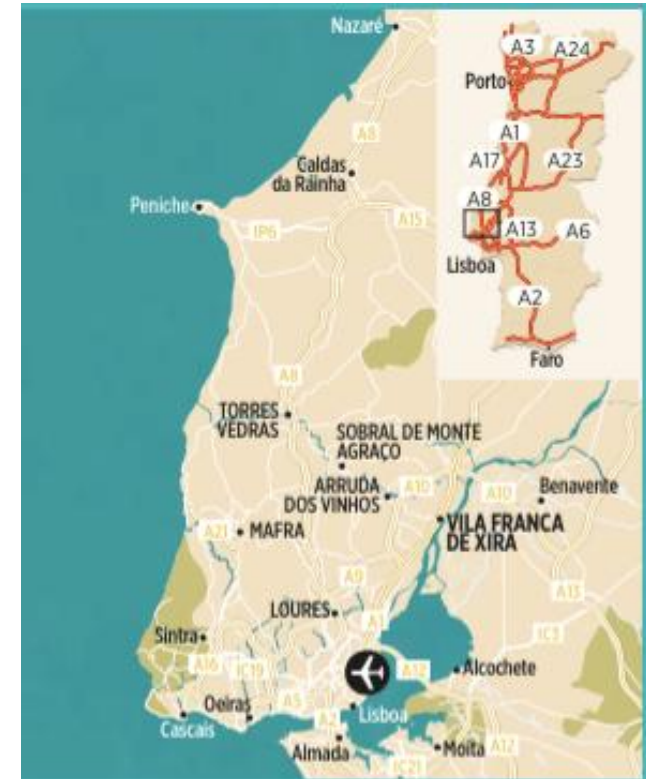 Nazaré
A8
Galdas
da Ráinha
Peniche
IP6
A15
A8
TORRES
VEDRAS
SOBRAL DE MONTE
AGRAÇO
ARRUDA
DOS VINHOS
A10
A10
Benavente
VILA FRANCA
DE XIRA
A21
MAFRA
A9
A13
LOURES
A1
IC3
Sintra
A16
IC19
A12
Alcochete
Oeiras
A5
Lisboa
Cascais
A2
Almada
Moita
A12
IC21
A3
A24
Porto
A1
A17
A23
A8
A13
A6
Lisboa
A2
Faro